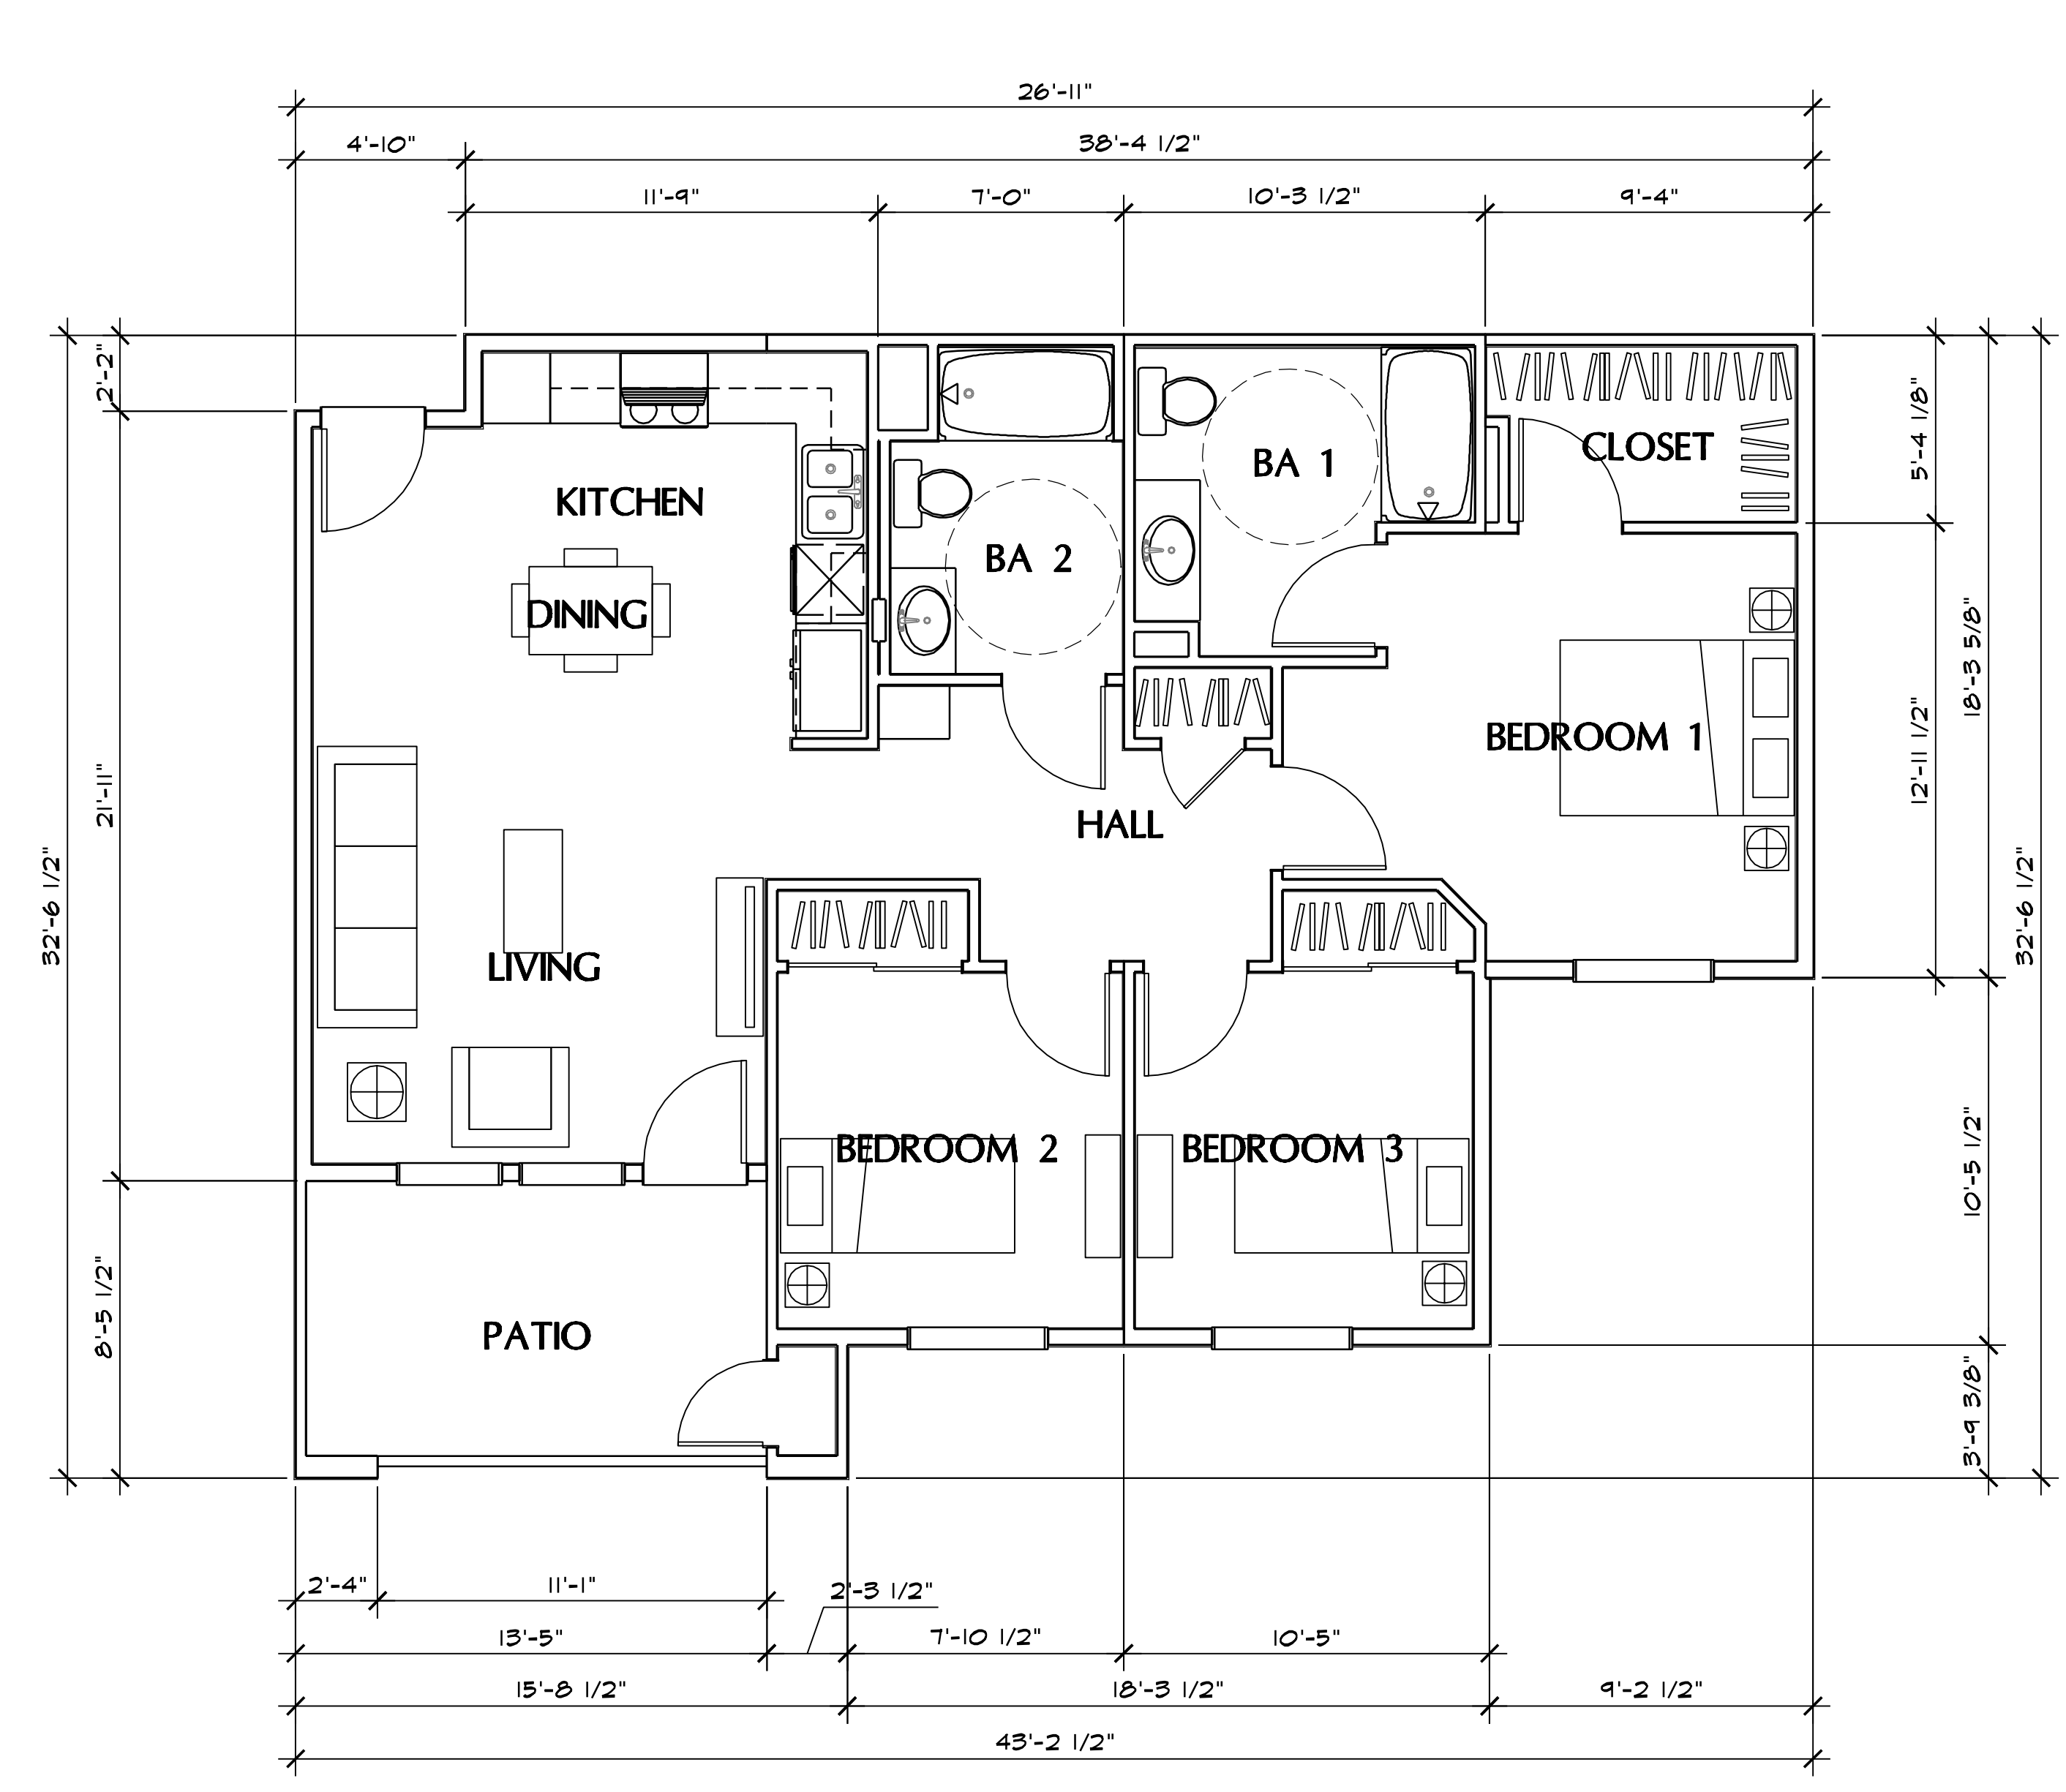 26'-11"
4'-10"
38'-4 1/2"
11'-9"
7'-0"
10'-3 1/2"
9'-4"
2'-2"
5'-4 1/8"
CLOSET
BA 1
KITCHEN
BA 2
DINING
18'-3 5/8"
BEDROOM 1
12'-11 1/2"
21'-11"
HALL
32'-6 1/2"
32'-6 1/2"
LIVING
BEDROOM 2
BEDROOM 3
10'-5 1/2"
8'-5 1/2"
PATIO
3'-9 3/8"
2'-4"
11'-1"
2'-3 1/2"
13'-5"
7'-10 1/2"
10'-5"
15'-8 1/2"
18'-3 1/2"
9'-2 1/2"
43'-2 1/2"